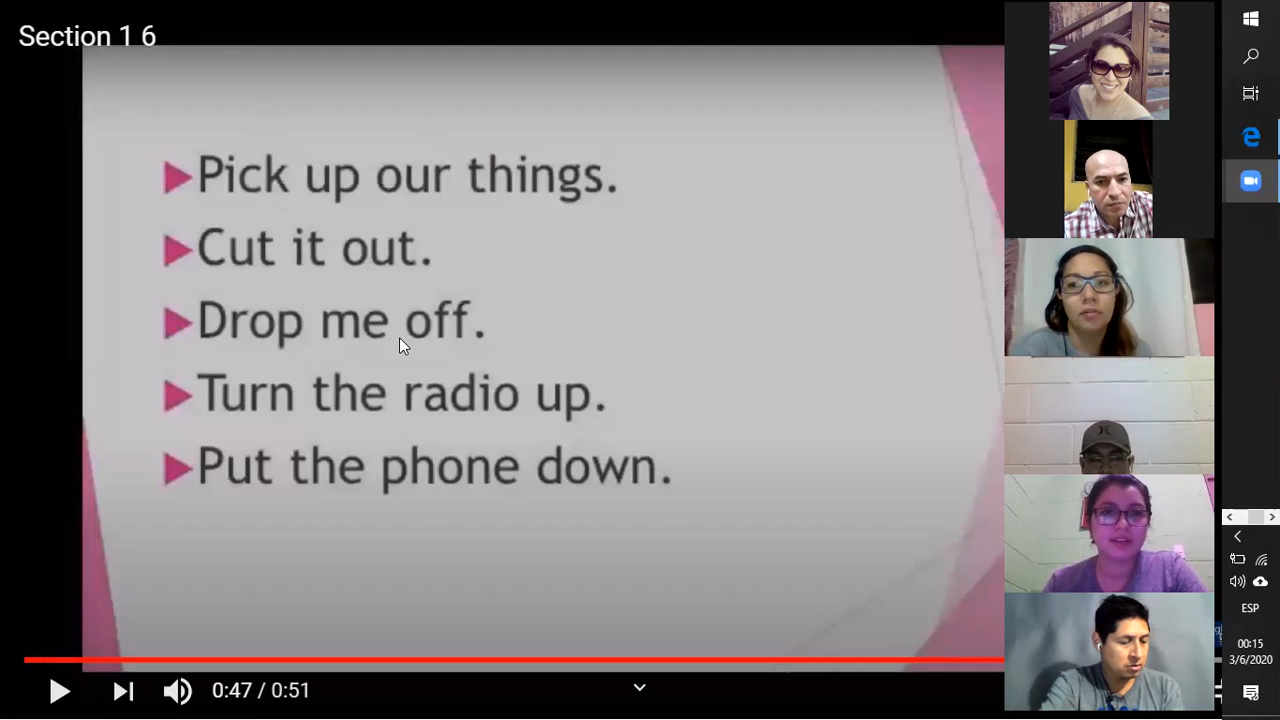 Section 1 6
Pick up our things.
Cut it out.
Drop me off.
Turn the radio up.
Put the phone down.
0:47 / 0:51
ESP
00:15
3/6/2020